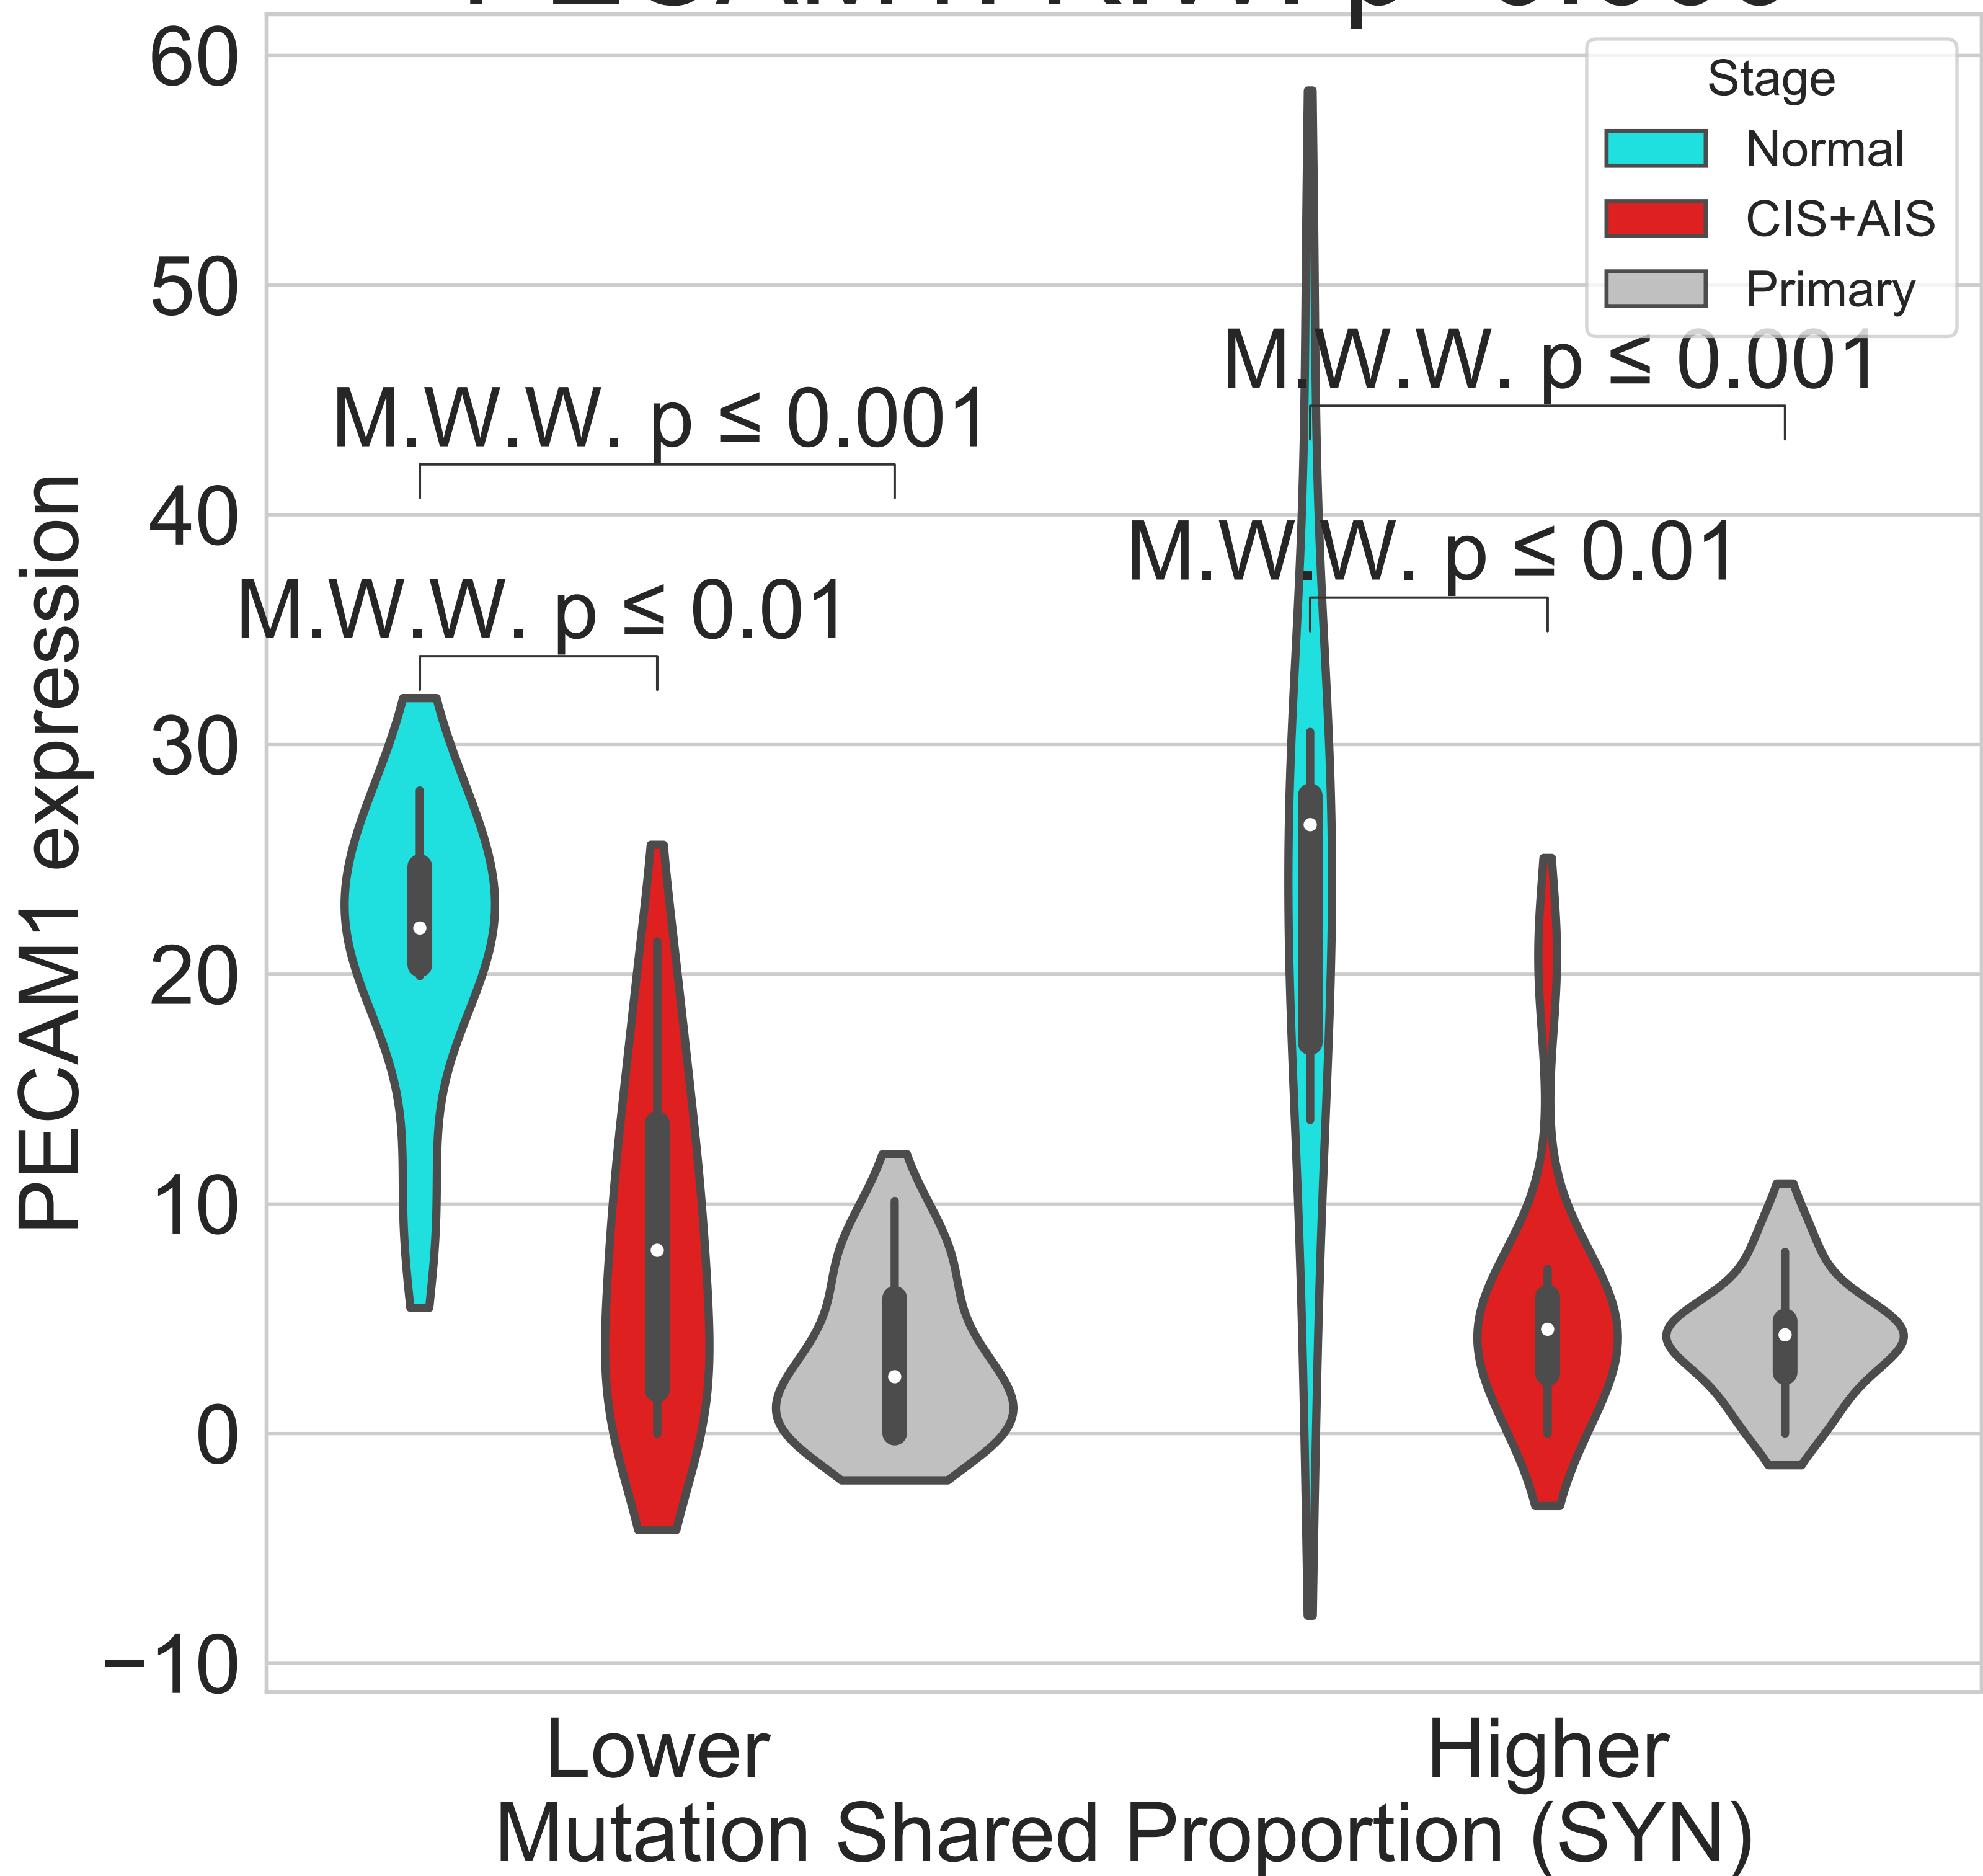 60
50
40
30
20
10
0
−10
PECAM1 expression
Stage
Normal
CIS+AIS
Primary
M.W.W. p ≤ 0.001
M.W.W. p ≤ 0.001
M.W.W. p ≤ 0.01
M.W.W. p ≤ 0.01
Lower
Higher
Mutation Shared Proportion (SYN)